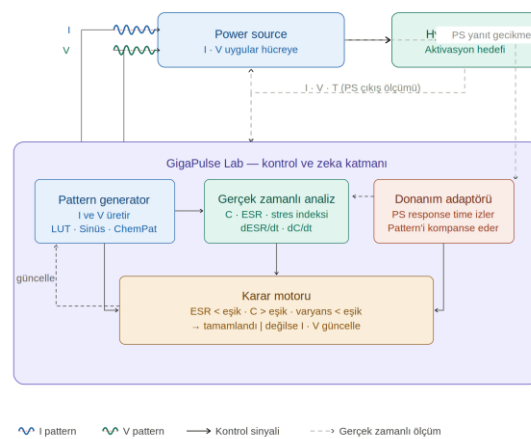 I
V
Power source
I · V uygular hücreye
PS yanıt gecikme
Aktivasyon hedefi
I · V · T (PS çıkış ölçümü)
GigaPulse Lab — kontrol ve zeka katmanı
Pattern generator
I ve V üretir
LUT · Sinüs · ChemPat
Gerçek zamanlı analiz
C · ESR · stres indeksi
dESR/dt · dC/dt
Donanım adaptörü
PS response time izler
Pattern'i kompanse eder
güncelle
Karar motoru
ESR < eşik · C > eşik · varyans < eşik
→ tamamlandı | değilse I · V güncelle
I pattern
V pattern
Kontrol sinyali
Gerçek zamanlı ölçüm